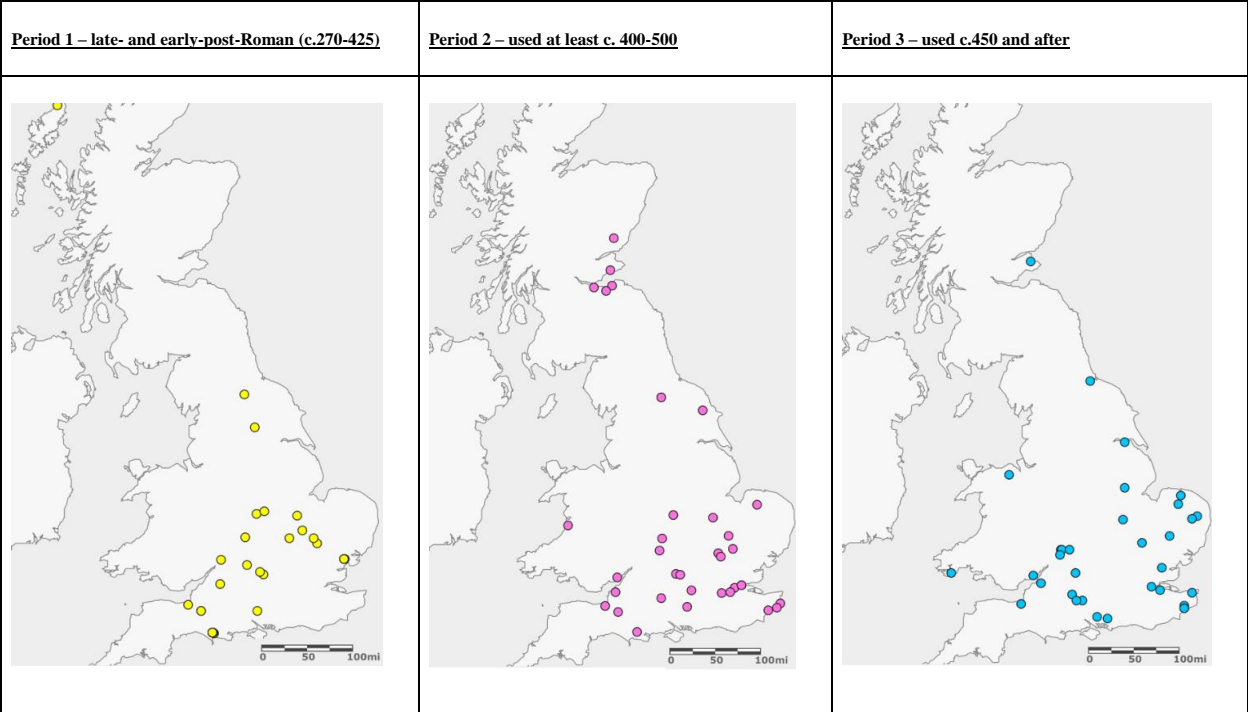 Period 1 – late- and early-post-Roman (c.270-425)
Period 2 – used at least c. 400-500
Period 3 – used c.450 and after
0 50 100mi
0 50 100mi
0 50 100mi